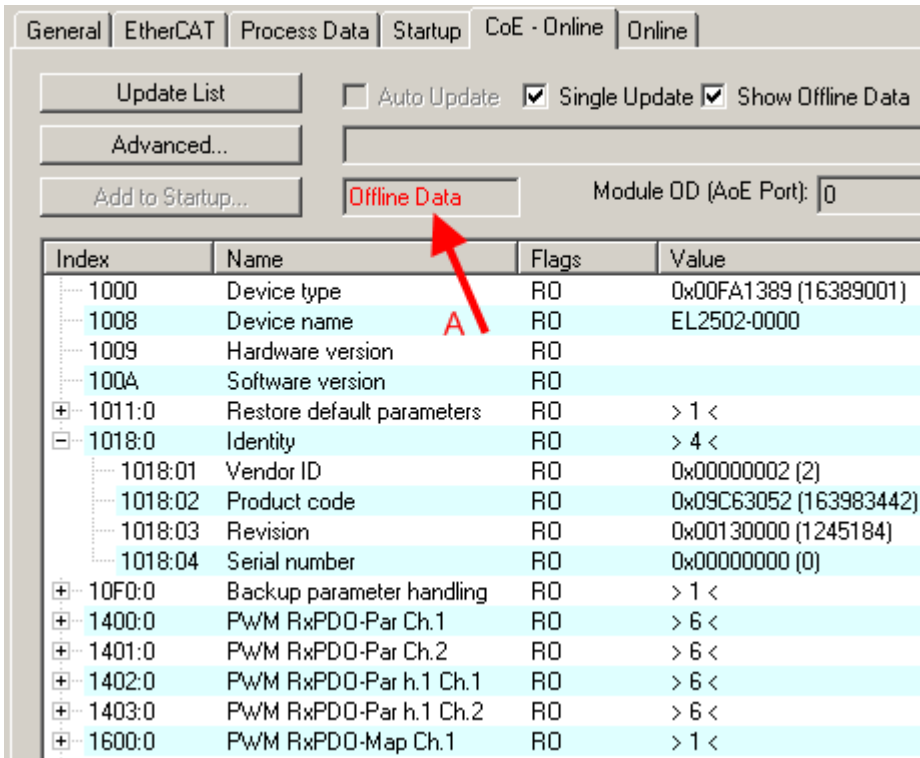 General EtherCAT Process Data Startup CoE - Online Online
Update List Auto Update Single Update Show Offline Data
Advanced...
Add to Startup... Offline Data Module OD (AoE Port): 0
Index Name Flags Value
1000 Device type RO 0x00FA1389 (16389001)
1008 Device name RO EL2502-0000
A
1009 Hardware version RO
100A Software version RO
1011:0 Restore default parameters RO > 1 <
1018:0 Identity RO > 4 <
1018:01 Vendor ID RO 0x00000002 (2)
1018:02 Product code RO 0x09C63052 (163983442)
1018:03 Revision RO 0x00130000 (1245184)
1018:04 Serial number RO 0x00000000 (0)
10F0:0 Backup parameter handling RO > 1 <
1400:0 PWM RxPDO-Par Ch.1 RO > 6 <
1401:0 PWM RxPDO-Par Ch.2 RO > 6 <
1402:0 PWM RxPDO-Par h.1 Ch.1 RO > 6 <
1403:0 PWM RxPDO-Par h.1 Ch.2 RO > 6 <
1600:0 PWM RxPDO-Map Ch.1 RO > 1 <